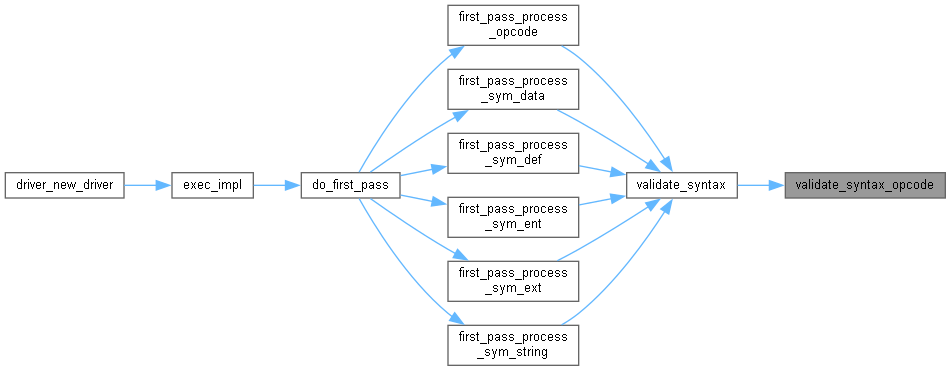 driver_new_driver
exec_impl
do_first_pass
first_pass_process
_opcode
first_pass_process
_sym_data
first_pass_process
_sym_def
first_pass_process
_sym_ent
first_pass_process
_sym_ext
first_pass_process
_sym_string
validate_syntax
validate_syntax_opcode